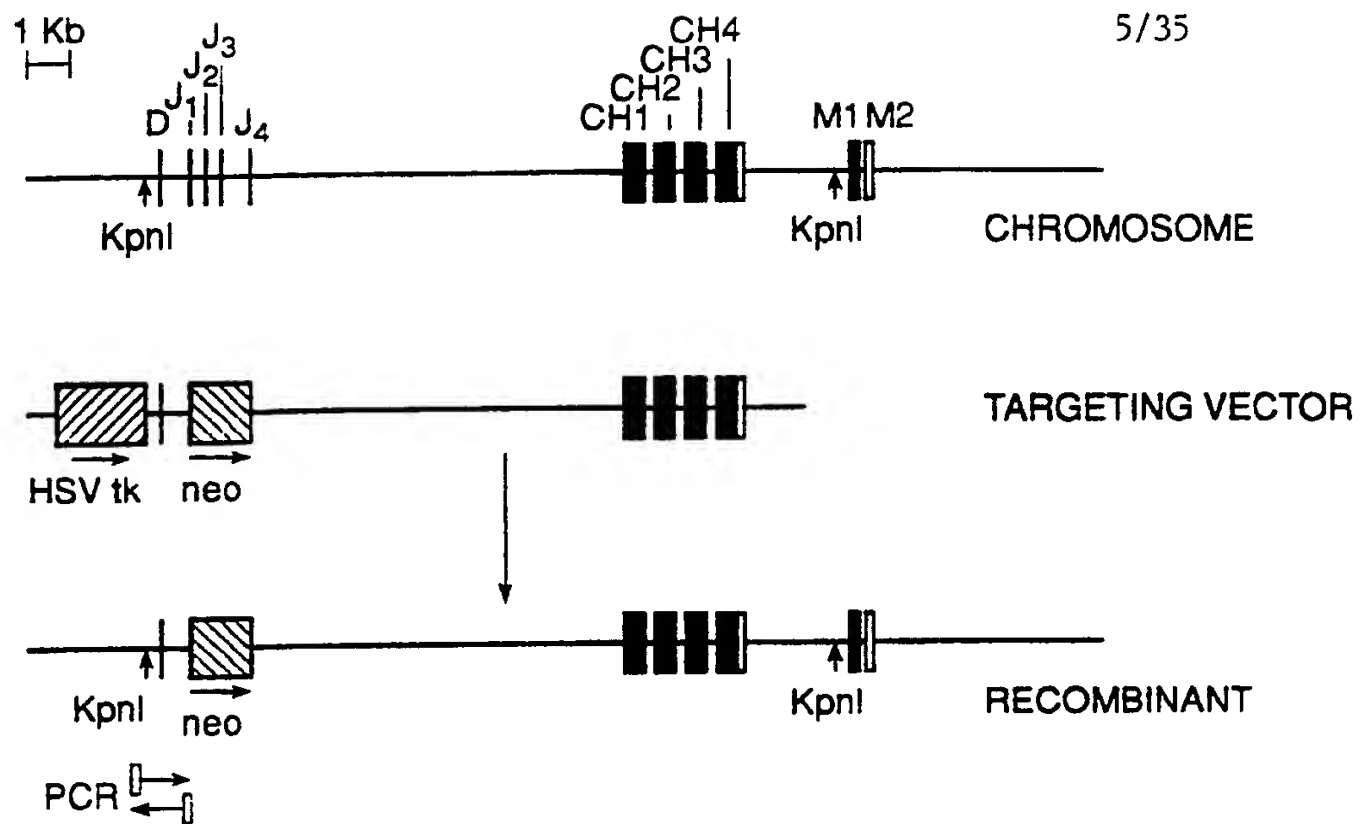 5/35
1 Kb
D J1 J2 J3 J4 CH1 CH2 CH3 CH4 M1 M2
KpnI KpnI CHROMOSOME
TARGETING VECTOR
HSV tk neo
KpnI neo KpnI RECOMBINANT
PCR